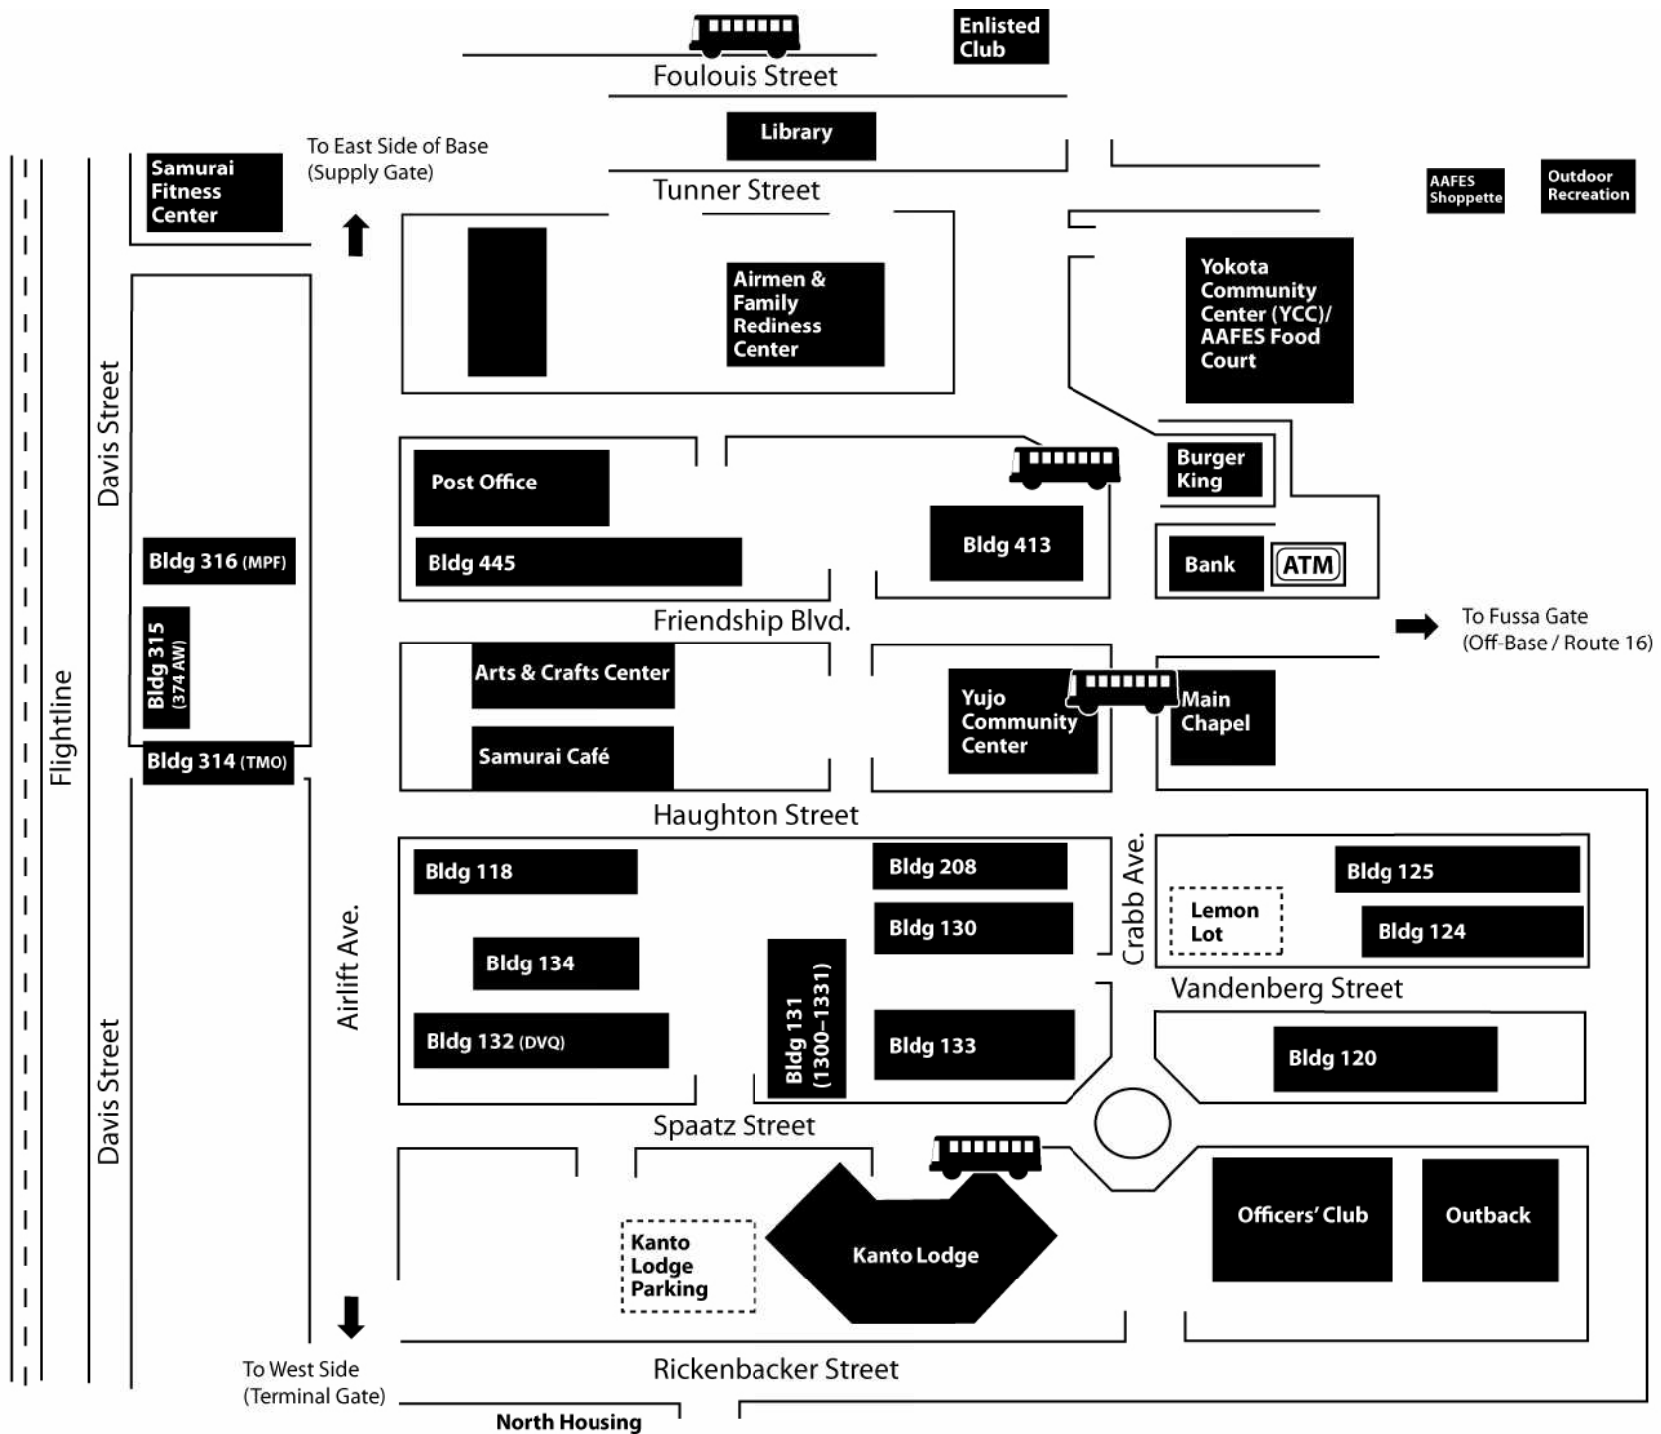 Enlisted
Club
Foulouis Street
Library
To East Side of Base
(Supply Gate)
Samurai
Fitness
Center
Tunner Street
AAFES
Shoppette
Outdoor
Recreation
Airmen &
Family
Rediness
Center
Yokota
Community
Center (YCC)/
AAFES Food
Court
Davis Street
Post Office
Burger
King
Bldg 316 (MPF)
Bldg 445
Bldg 413
Bank
ATM
Friendship Blvd.
To Fussa Gate
(Off-Base / Route 16)
Bldg 315
(374 AW)
Flightline
Arts & Crafts Center
Yujo
Community
Center
Main
Chapel
Bldg 314 (TMO)
Samurai Café
Haughton Street
Bldg 118
Bldg 208
Crabb Ave.
Bldg 125
Airlift Ave.
Bldg 130
Lemon
Lot
Bldg 124
Bldg 134
Bldg 131
(1300–1331)
Vandenberg Street
Bldg 132 (DVQ)
Bldg 133
Bldg 120
Davis Street
Spaatz Street
Kanto
Lodge
Parking
Kanto Lodge
Officers' Club
Outback
To West Side
(Terminal Gate)
Rickenbacker Street
North Housing